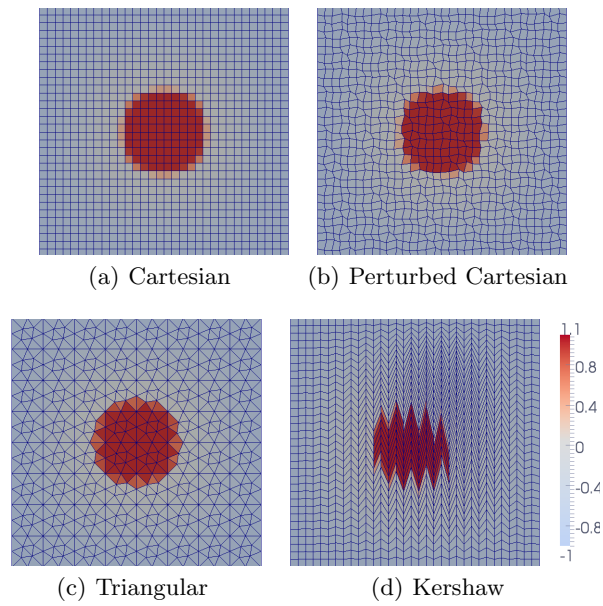 (a) Cartesian
(b) Perturbed Cartesian
1.1
0.8
0.4
0
-0.4
-0.8
-1
(c) Triangular
(d) Kershaw